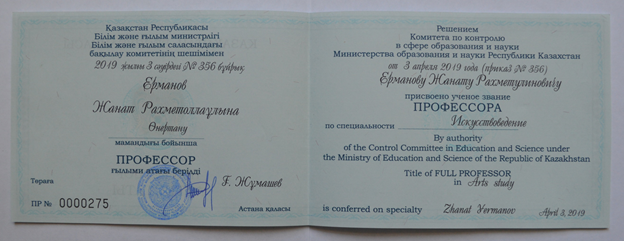 Қазақстан Республикасы
Білім және ғылым министрлігі
Білім және ғылым саласындағы
бақылау комитетінің шешімімен
2019 жылғы 3 сәуірдегі № 356 бұйрық
Ерманов
Жанат Рахметоллаұлына
Өнертану
мамандығы бойынша
ПРОФЕССОР
ғылыми атағы берілді
Төраға
Ғ. Жұмашев
ПР № 0000275
Астана қаласы
Решением
Комитета по контролю
в сфере образования и науки
Министерства образования и науки Республики Казахстан
от 3 апреля 2019 года (приказ № 356)
Ерманову Жанату Рахметулиновичу
присвоено ученое звание
ПРОФЕССОРА
по специальности Искусствоведение
By authority
of the Control Committee in Education and Science under
the Ministry of Education and Science of the Republic of Kazakhstan
Title of FULL PROFESSOR
in Arts study
is conferred on specialty Zhanat Yermanov April 3, 2019